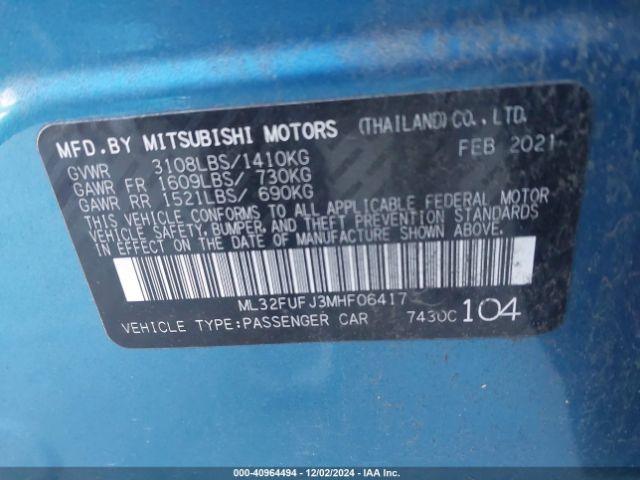 MFD. BY MITSUBISHI MOTORS (THAILAND) CO., LTD.
GVWR 3108LBS/1410KG FEB 2021
GAWR FR 1609LBS/ 730KG
GAWR RR 1521LBS/ 690KG
THIS VEHICLE CONFORMS TO ALL APPLICABLE FEDERAL MOTOR
VEHICLE SAFETY, BUMPER, AND THEFT PREVENTION STANDARDS
IN EFFECT ON THE DATE OF MANUFACTURE SHOWN ABOVE.
ML32FUFJ3MHF06417
VEHICLE TYPE:PASSENGER CAR 7430C 104
000-40964494 - 12/02/2024 - IAAI.COM